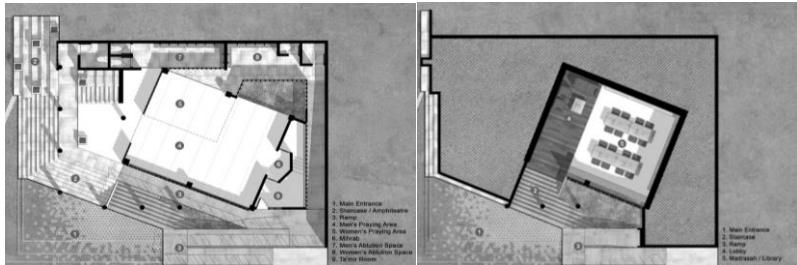 1. Main Entrance
2: Staircase / Amphiteatre
3. Ramp
4. Men's Praying Area
5. Women's Praying Area
6. Mihrab
7. Men's Ablution Space
8. Women's Ablution Space
9. Ta'mir Room
1. Main Entrance
2. Staircase
3. Ramp
4. Lobby
5. Madrasah / Library